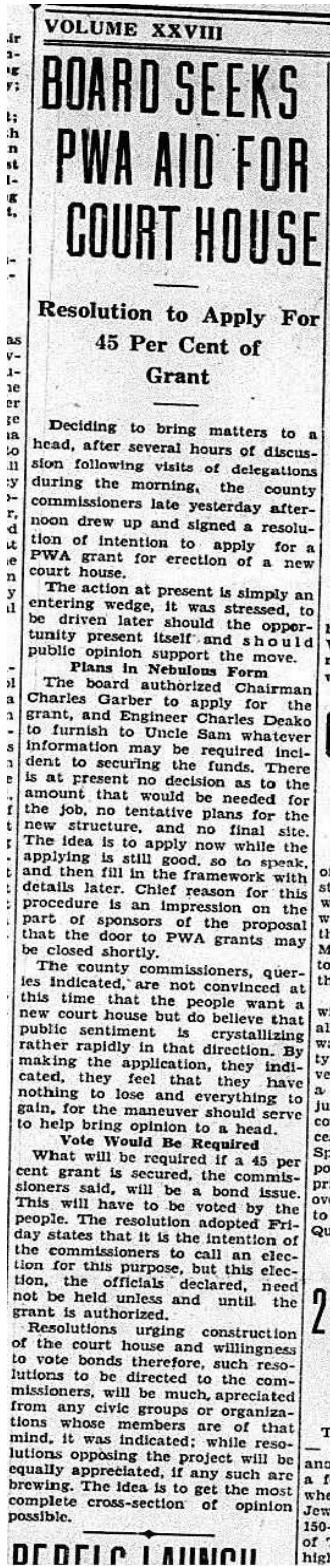 VOLUME XXVIII
BOARD SEEKS
PWA AID FOR
COURT HOUSE
Resolution to Apply For
45 Per Cent of
Grant
Deciding to bring matters to a
head, after several hours of discus-
sion following visits of delegations
during the morning, the county
commissioners late yesterday after-
noon drew up and signed a resolu-
tion of intention to apply for a
PWA grant for erection of a new
court house.
The action at present is simply an
entering wedge, it was stressed, to
be driven later should the oppor-
tunity present itself and should
public opinion support the move.
Plans in Nebulous Form
The board authorized Chairman
Charles Garber to apply for the
grant, and Engineer Charles Deako
to furnish to Uncle Sam whatever
information may be required inci-
dent to securing the funds. There
is at present no decision as to the
amount that would be needed for
the job, no tentative plans for the
new structure, and no final site.
The idea is to apply now while the
applying is still good, so to speak,
and then fill in the framework with
details later. Chief reason for this
procedure is an impression on the
part of sponsors of the proposal
that the door to PWA grants may
be closed shortly.
The county commissioners, quer-
ies indicated, are not convinced at
this time that the people want a
new court house but do believe that
public sentiment is crystallizing
rather rapidly in that direction. By
making the application, they indi-
cated, they feel that they have
nothing to lose and everything to
gain, for the maneuver should serve
to help bring opinion to a head.
Vote Would Be Required
What will be required if a 45 per
cent grant is secured, the commis-
sioners said, will be a bond issue.
This will have to be voted by the
people. The resolution adopted Fri-
day states that it is the intention of
the commissioners to call an elec-
tion for this purpose, but this elec-
tion, the officials declared, need
not be held unless and until the
grant is authorized.
Resolutions urging construction
of the court house and willingness
to vote bonds therefore, such reso-
lutions to be directed to the com-
missioners, will be much, apreciated
from any civic groups or organiza-
tions whose members are of that
mind, it was indicated; while reso-
lutions opposing the project will be
equally appreciated, if any such are
brewing. The idea is to get the most
complete cross-section of opinion
possible.